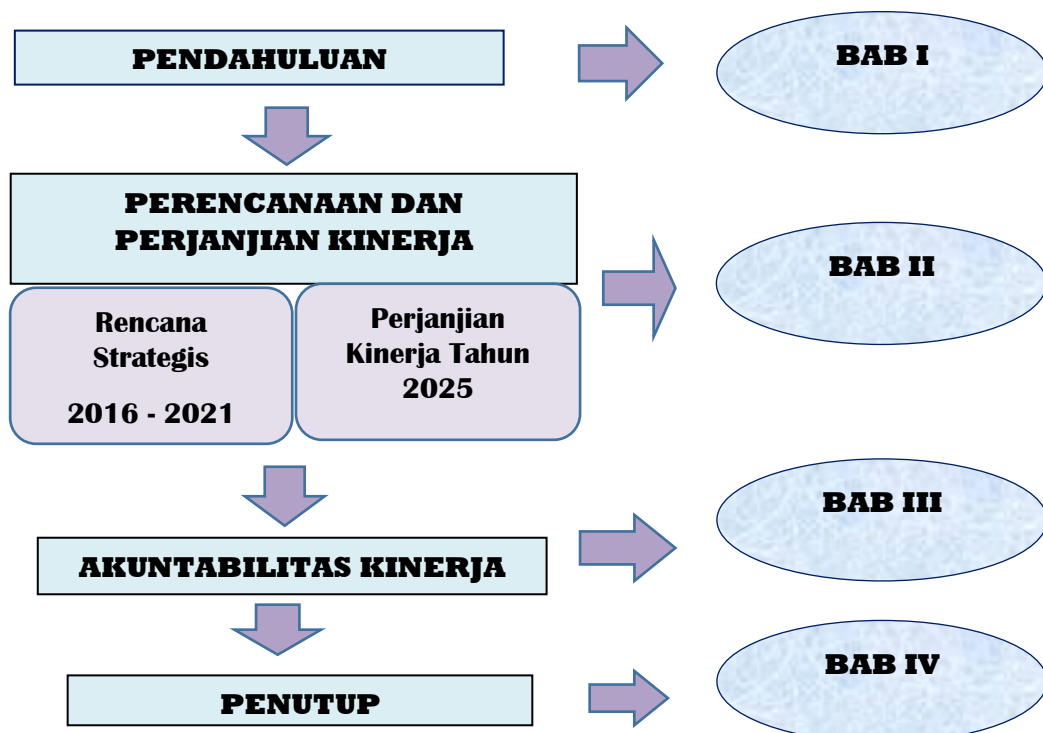 PENDAHULUAN
BAB I
PERENCANAAN DAN
PERJANJIAN KINERJA
BAB II
Rencana
Strategis
2016 - 2021
Perjanjian
Kinerja Tahun
2025
AKUNTABILITAS KINERJA
BAB III
PENUTUP
BAB IV